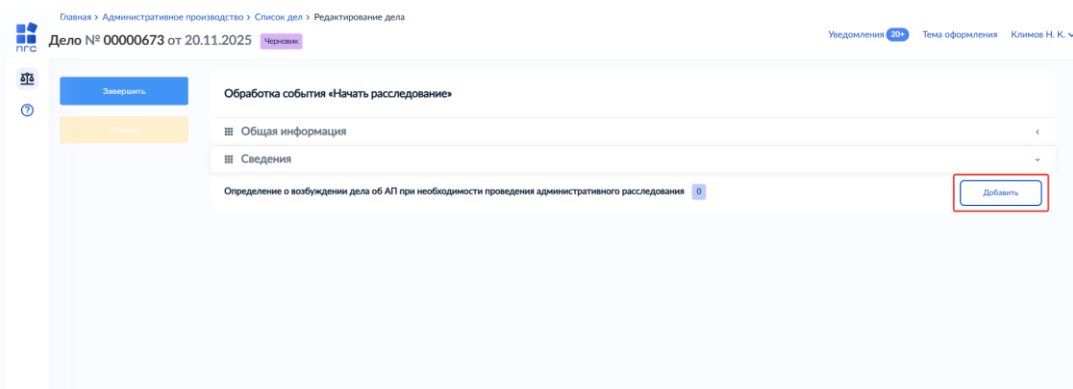 Главная > Административное производство > Список дел > Редактирование дела
ПГС
Дело № 00000673 от 20.11.2025 Черновик
Уведомления 20+ Тема оформления Климов Н. К.
Завершить
Обработка события «Начать расследование»
Общая информация
Сведения
Определение о возбуждении дела об АП при необходимости проведения административного расследования 0
Добавить